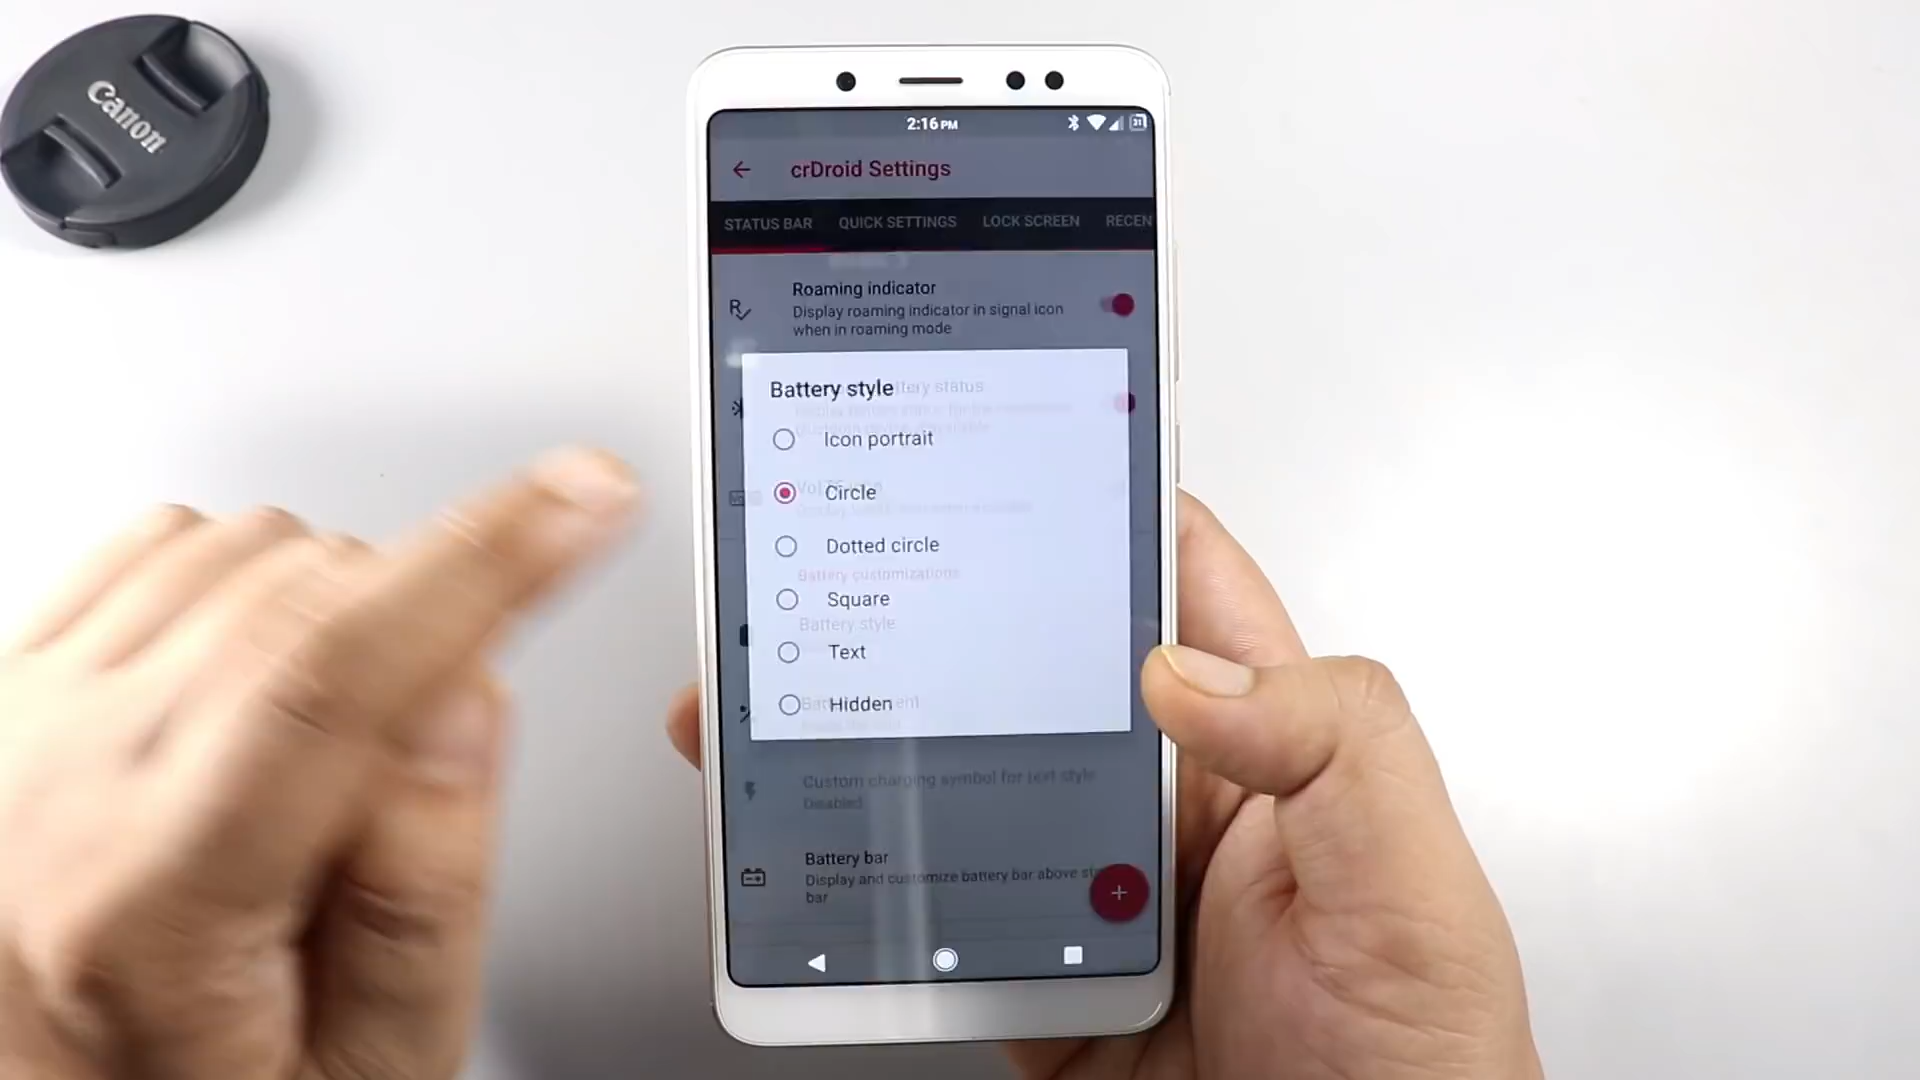 Canon
2:16 PM
31
crDroid Settings
STATUS BAR QUICK SETTINGS LOCK SCREEN RECEN
Roaming indicator
Display roaming indicator in signal icon
when in roaming mode
Battery style
Icon portrait
Circle
Dotted circle
Battery customizations
Square
Battery style
Text
Hidden
Custom charging symbol for text style
Disabled
Battery bar
Display and customize battery bar above st
bar